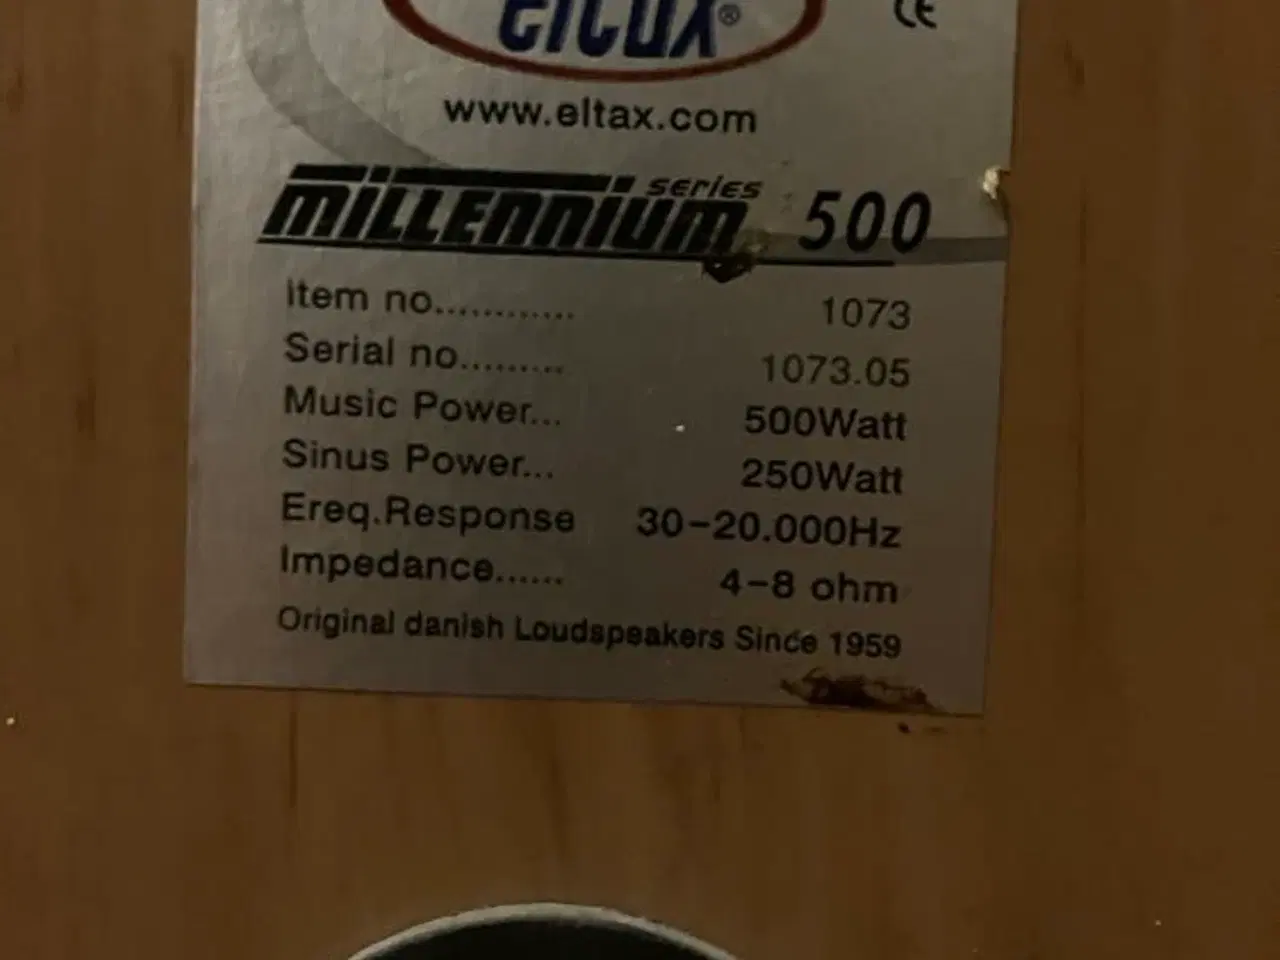 eltax®
CE
www.eltax.com
millennium series 500
Item no............ 1073
Serial no......... 1073.05
Music Power... 500Watt
Sinus Power... 250Watt
Ereq.Response 30-20.000Hz
Impedance...... 4-8 ohm
Original danish Loudspeakers Since 1959